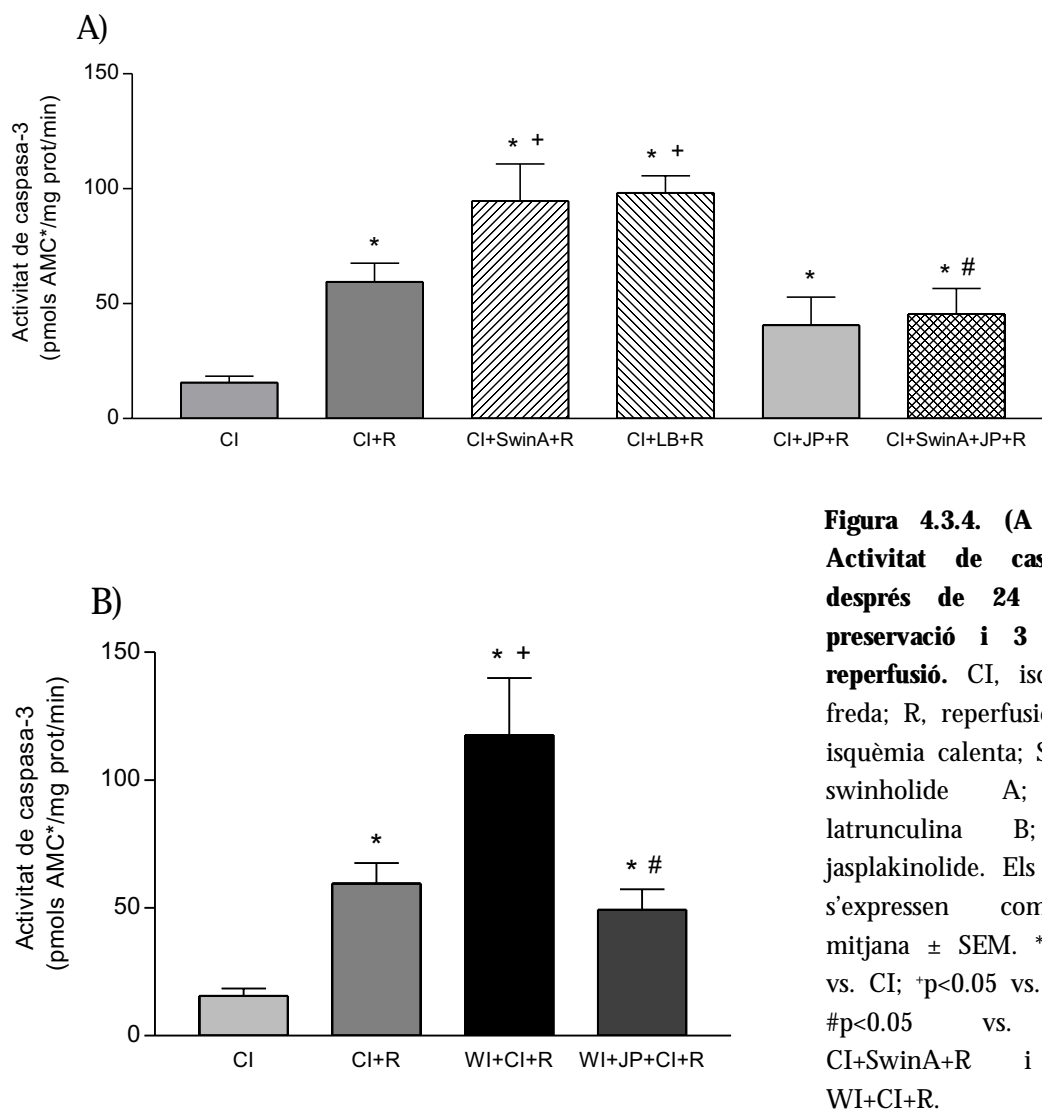 A)
Activitat de caspasa-3
(pmols AMC*/mg prot/min)
150
100
50
0
* * + * + * * #
CI CI+R CI+SwinA+R CI+LB+R CI+JP+R CI+SwinA+JP+R
B)
Activitat de caspasa-3
(pmols AMC*/mg prot/min)
150
100
50
0
* * + * #
CI CI+R WI+CI+R WI+JP+CI+R
Figura 4.3.4. (A
Activitat de cas
després de 24
preservació i 3
reperfusió. CI, isq
freda; R, reperfusió
isquèmia calenta; S
swinholide A;
latrunculina B;
jasplakinolide. Els
s'expressen com
mitjana ± SEM. *
vs. CI; +p<0.05 vs.
#p<0.05 vs.
CI+SwinA+R i
WI+CI+R.